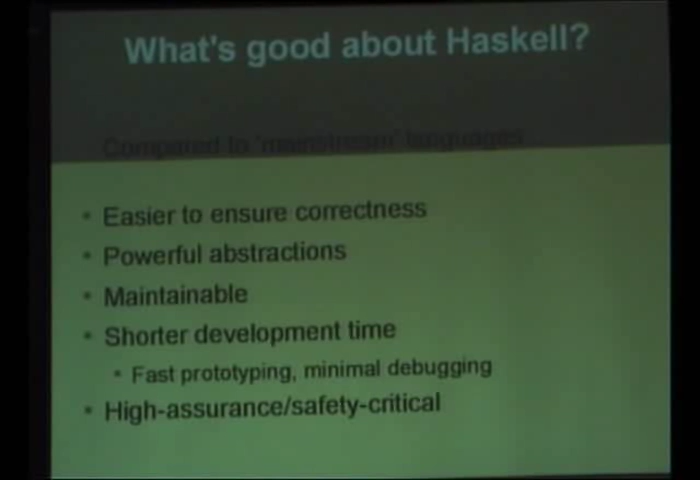 What's good about Haskell?
Compared to 'mainstream' languages
• Easier to ensure correctness
• Powerful abstractions
• Maintainable
• Shorter development time
• Fast prototyping, minimal debugging
• High-assurance/safety-critical